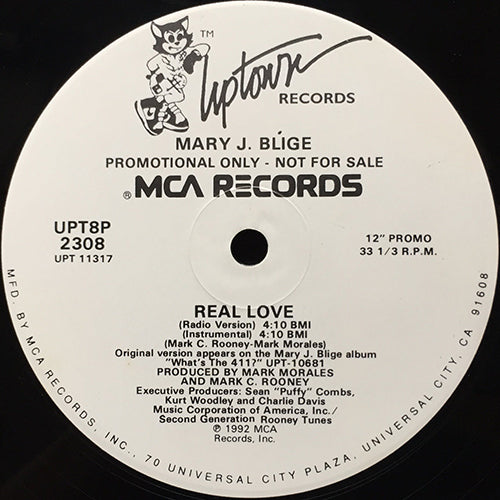 TM
Uptown
RECORDS
MARY J. BLÍGE
PROMOTIONAL ONLY - NOT FOR SALE
®MCA RECORDS
UPT8P
2308
UPT 11317
12" PROMO
33 1/3 R.P.M.
REAL LOVE
(Radio Version) 4:10 BMI
(Instrumental) 4:10 BMI
(Mark C. Rooney-Mark Morales)
Original version appears on the Mary J. Blige album
"What's The 411?" UPT-10681
PRODUCED BY MARK MORALES
AND MARK C. ROONEY
Executive Producers: Sean "Puffy" Combs,
Kurt Woodley and Charlie Davis
Music Corporation of America, Inc./
Second Generation Rooney Tunes
℗ 1992 MCA
Records, Inc.
MFD. BY MCA RECORDS, INC., 70 UNIVERSAL CITY PLAZA, UNIVERSAL CITY, CA 91608